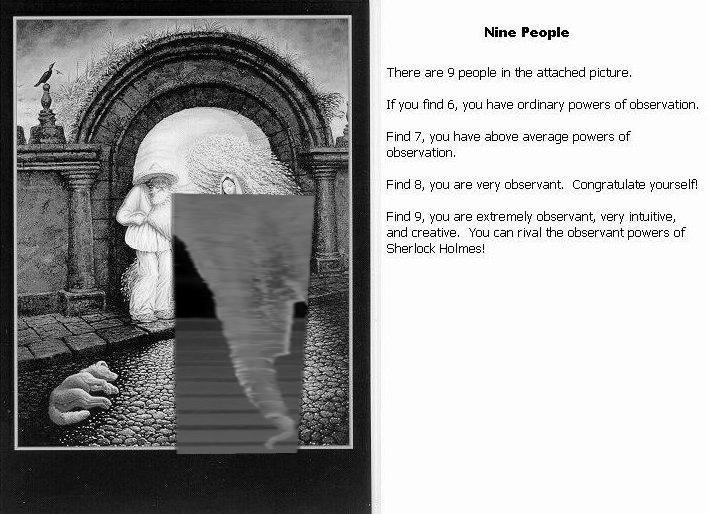 Nine People
There are 9 people in the attached picture.
If you find 6, you have ordinary powers of observation.
Find 7, you have above average powers of
observation.
Find 8, you are very observant.  Congratulate yourself!
Find 9, you are extremely observant, very intuitive,
and creative.  You can rival the observant powers of
Sherlock Holmes!